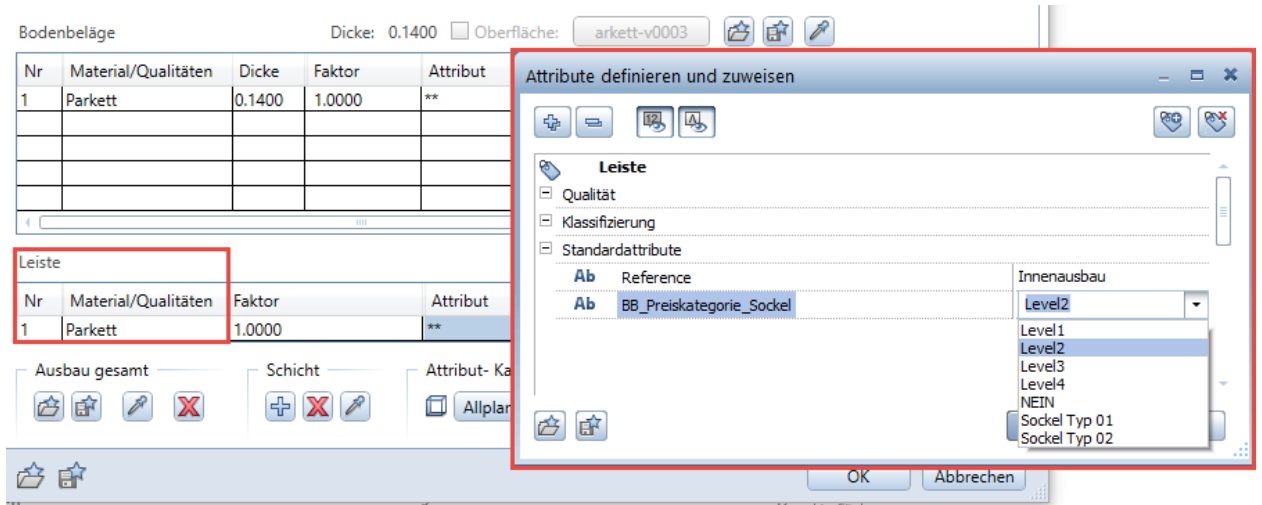 Bodenbeläge Dicke: 0.1400 Oberfläche: arkett-v0003
Nr Material/Qualitäten Dicke Faktor Attribut
1 Parkett 0.1400 1.0000 **
Leiste
Nr Material/Qualitäten Faktor Attribut
1 Parkett 1.0000 **
Ausbau gesamt Schicht Attribut- Ka
Allplan
OK Abbrechen
Attribute definieren und zuweisen
Leiste
Qualität
Klassifizierung
Standardattribute
Ab Reference Innenausbau
Ab BB_Preiskategorie_Sockel Level2
Level1
Level2
Level3
Level4
NEIN
Sockel Typ 01
Sockel Typ 02